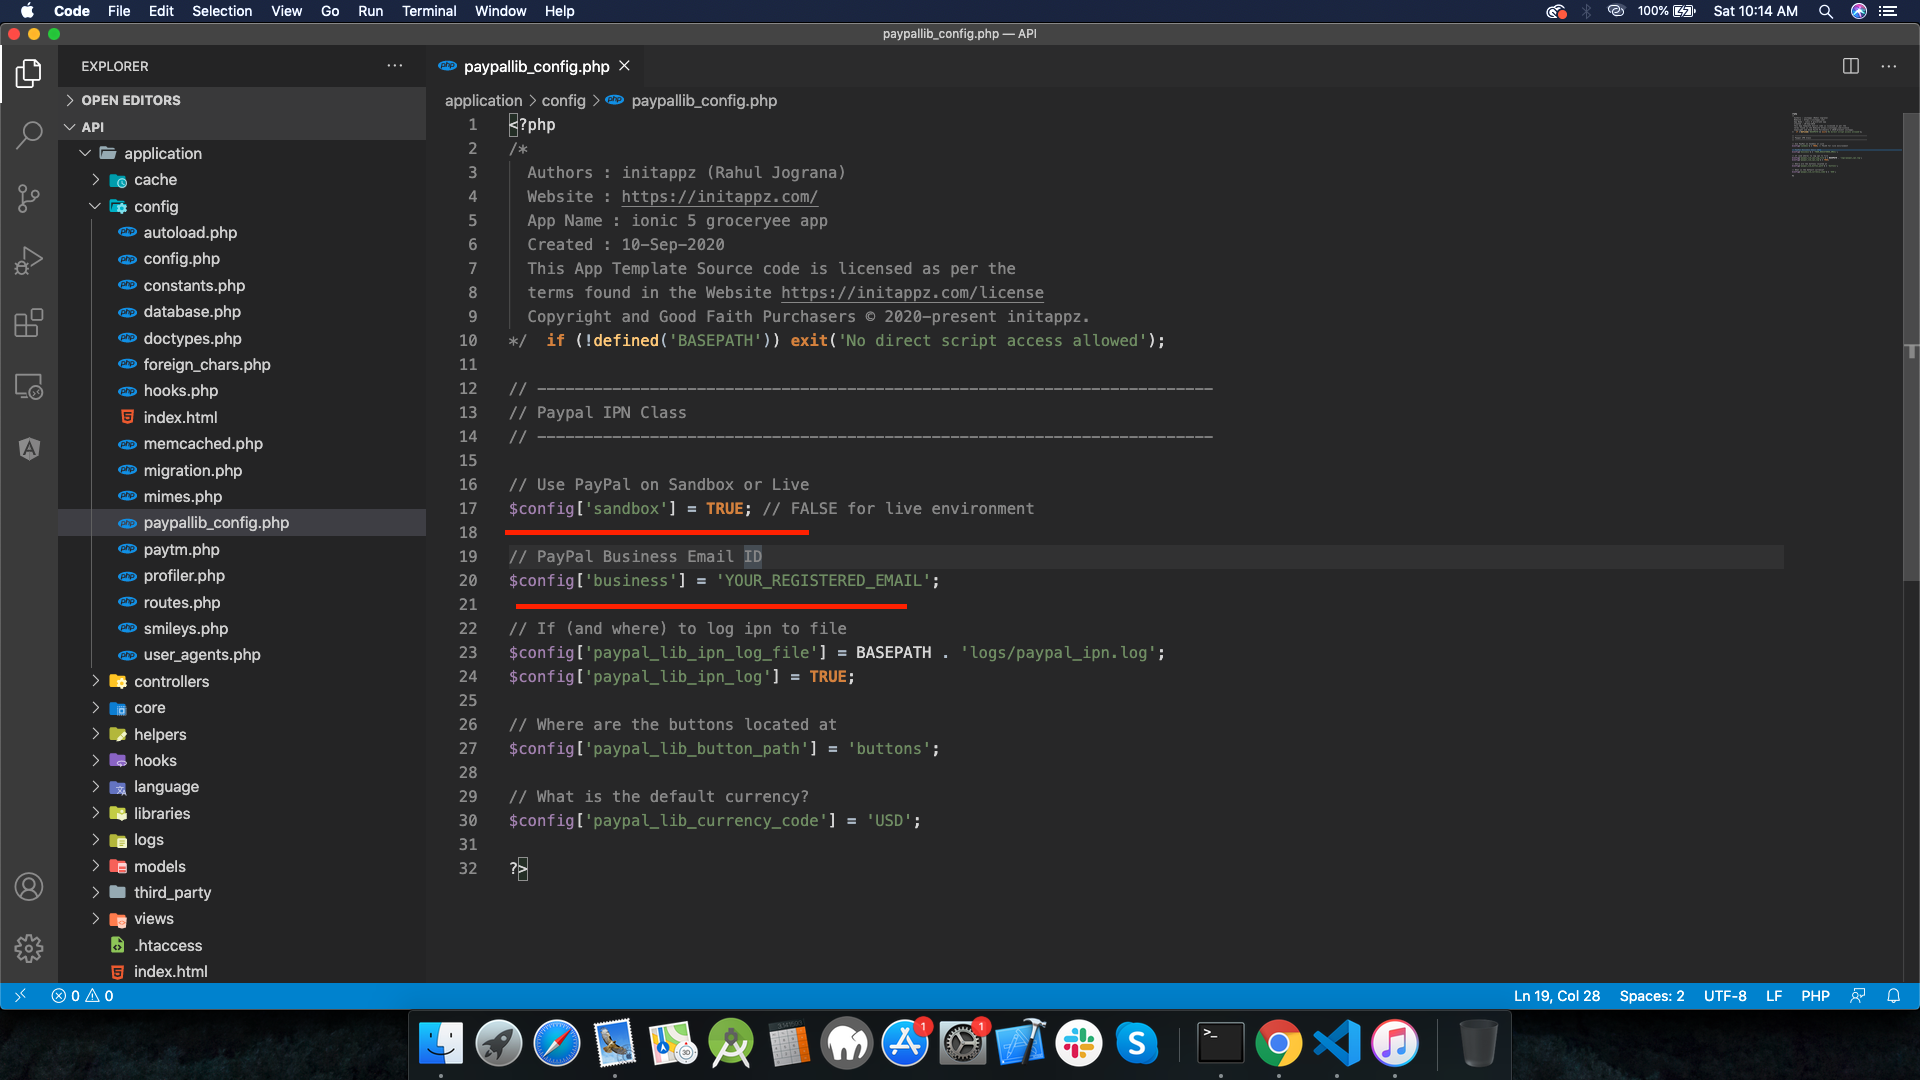 Code File Edit Selection View Go Run Terminal Window Help
100% Sat 10:14 AM
paypallib_config.php — API
EXPLORER
OPEN EDITORS
API
application
cache
config
autoload.php
config.php
constants.php
database.php
doctypes.php
foreign_chars.php
hooks.php
index.html
memcached.php
migration.php
mimes.php
paypallib_config.php
paytm.php
profiler.php
routes.php
smileys.php
user_agents.php
controllers
core
helpers
hooks
language
libraries
logs
models
third_party
views
.htaccess
index.html
paypallib_config.php
application > config > paypallib_config.php
1 <?php
2 /*
3 Authors : initappz (Rahul Jograna)
4 Website : https://initappz.com/
5 App Name : ionic 5 groceryee app
6 Created : 10-Sep-2020
7 This App Template Source code is licensed as per the
8 terms found in the Website https://initappz.com/license
9 Copyright and Good Faith Purchasers © 2020-present initappz.
10 */ if (!defined('BASEPATH')) exit('No direct script access allowed');
11
12 // ------------------------------------------------------------------------
13 // Paypal IPN Class
14 // ------------------------------------------------------------------------
15
16 // Use PayPal on Sandbox or Live
17 $config['sandbox'] = TRUE; // FALSE for live environment
18
19 // PayPal Business Email ID
20 $config['business'] = 'YOUR_REGISTERED_EMAIL';
21
22 // If (and where) to log ipn to file
23 $config['paypal_lib_ipn_log_file'] = BASEPATH . 'logs/paypal_ipn.log';
24 $config['paypal_lib_ipn_log'] = TRUE;
25
26 // Where are the buttons located at
27 $config['paypal_lib_button_path'] = 'buttons';
28
29 // What is the default currency?
30 $config['paypal_lib_currency_code'] = 'USD';
31
32 ?>
0 0
Ln 19, Col 28 Spaces: 2 UTF-8 LF PHP
1
1
3D
S
>_